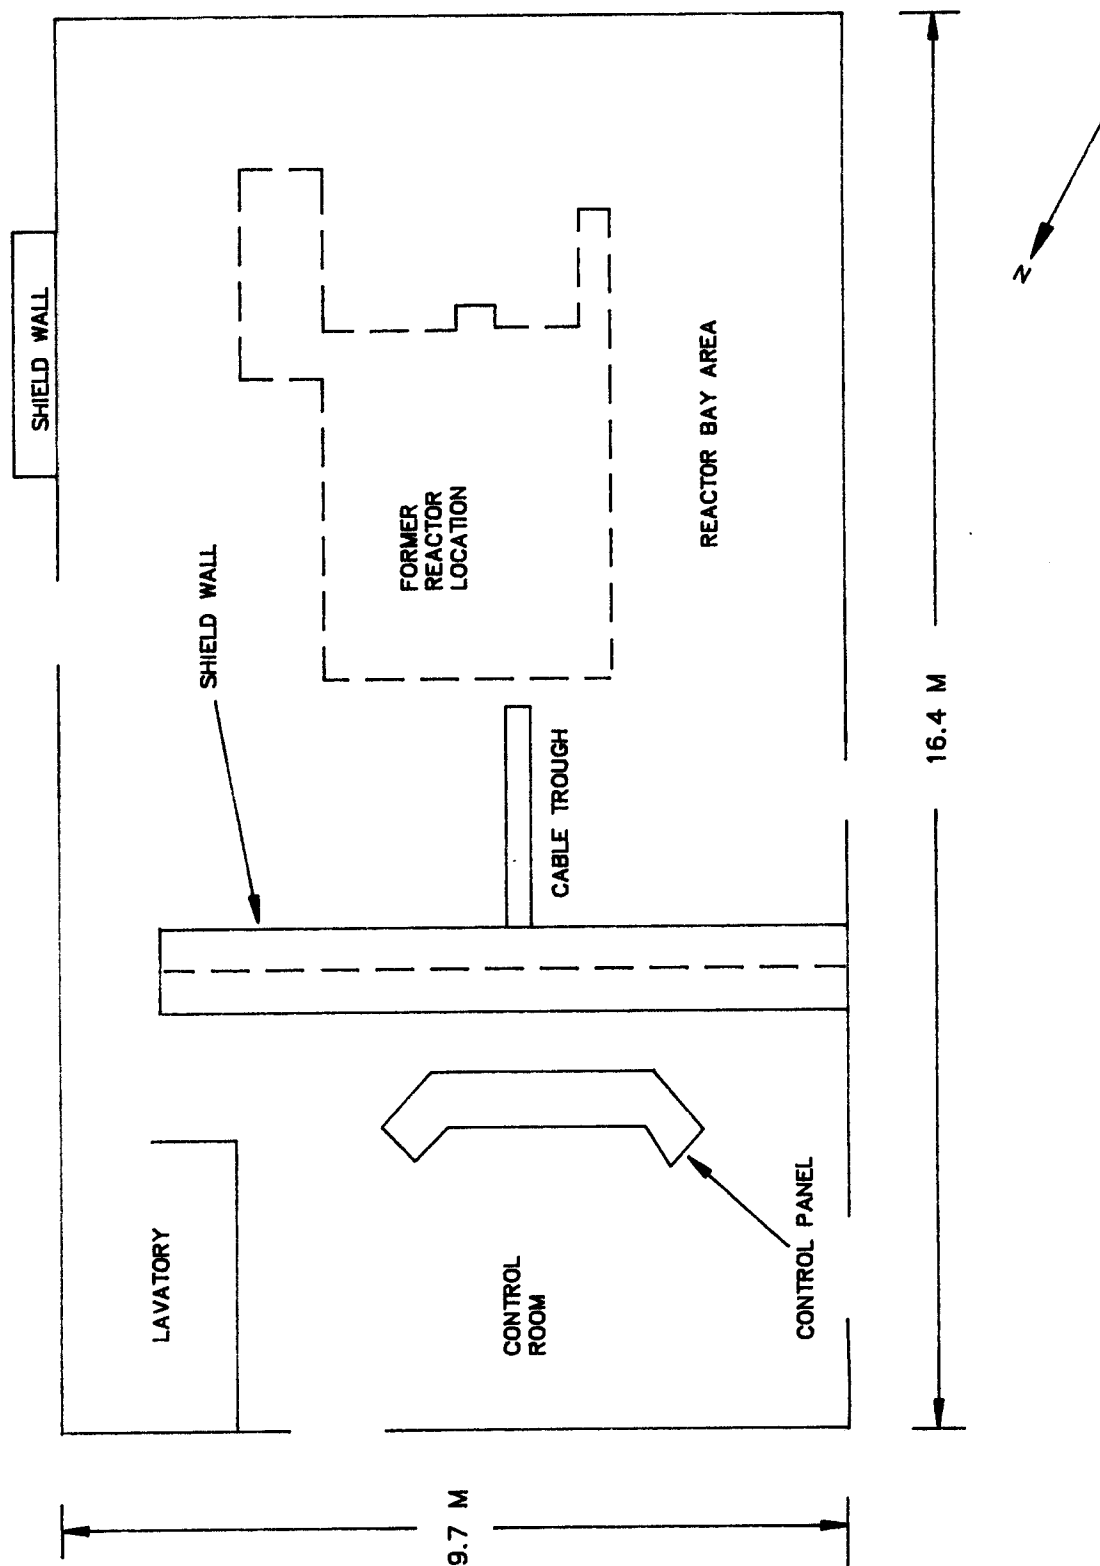 SHIELD WALL
SHIELD WALL
FORMER
REACTOR
LOCATION
REACTOR BAY AREA
CABLE TROUGH
LAVATORY
CONTROL
ROOM
CONTROL PANEL
N
16.4 M
9.7 M